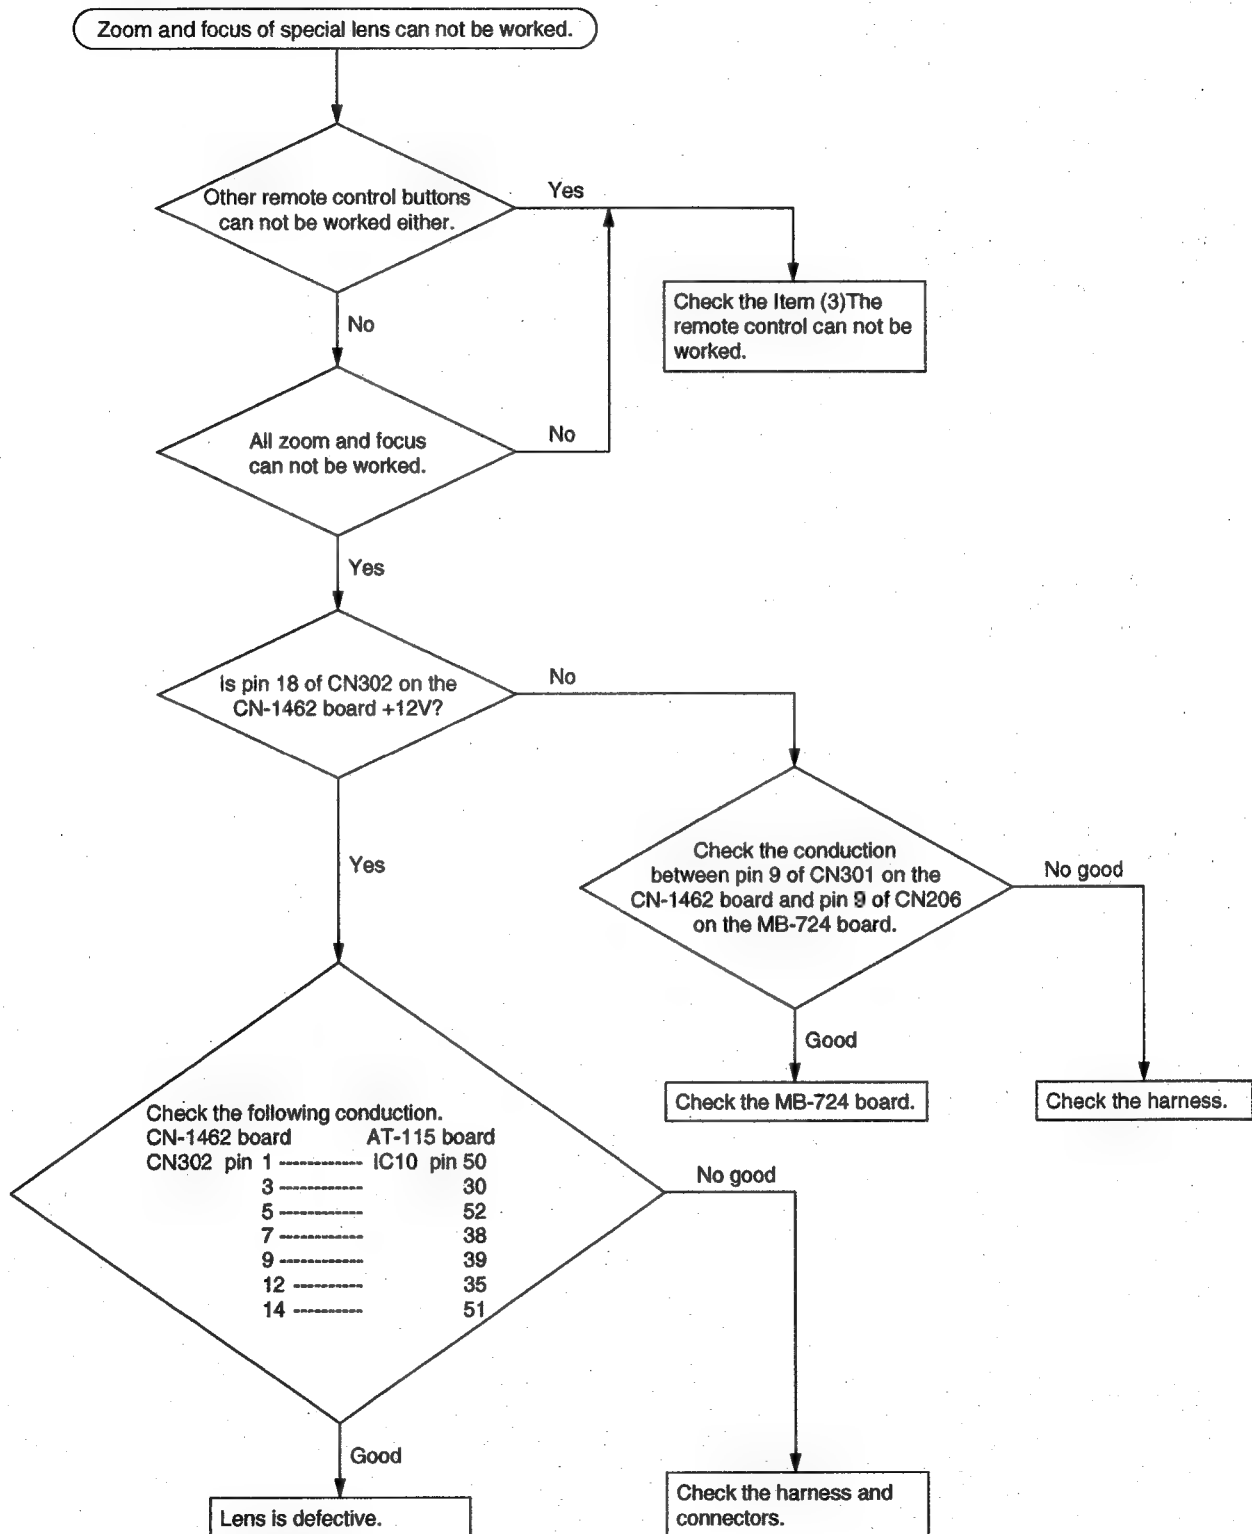 Zoom and focus of special lens can not be worked.
Other remote control buttons
can not be worked either.
Yes
Check the Item (3)The
remote control can not be
worked.
No
All zoom and focus
can not be worked.
No
Yes
Is pin 18 of CN302 on the
CN-1462 board +12V?
No
Check the conduction
between pin 9 of CN301 on the
CN-1462 board and pin 9 of CN206
on the MB-724 board.
No good
Yes
Good
Check the MB-724 board.
Check the harness.
Check the following conduction.
CN-1462 board AT-115 board
CN302 pin 1 ------------ IC10 pin 50
3 ------------ 30
5 ------------ 52
7 ------------ 38
9 ------------ 39
12 ---------- 35
14 ---------- 51
No good
Good
Lens is defective.
Check the harness and
connectors.